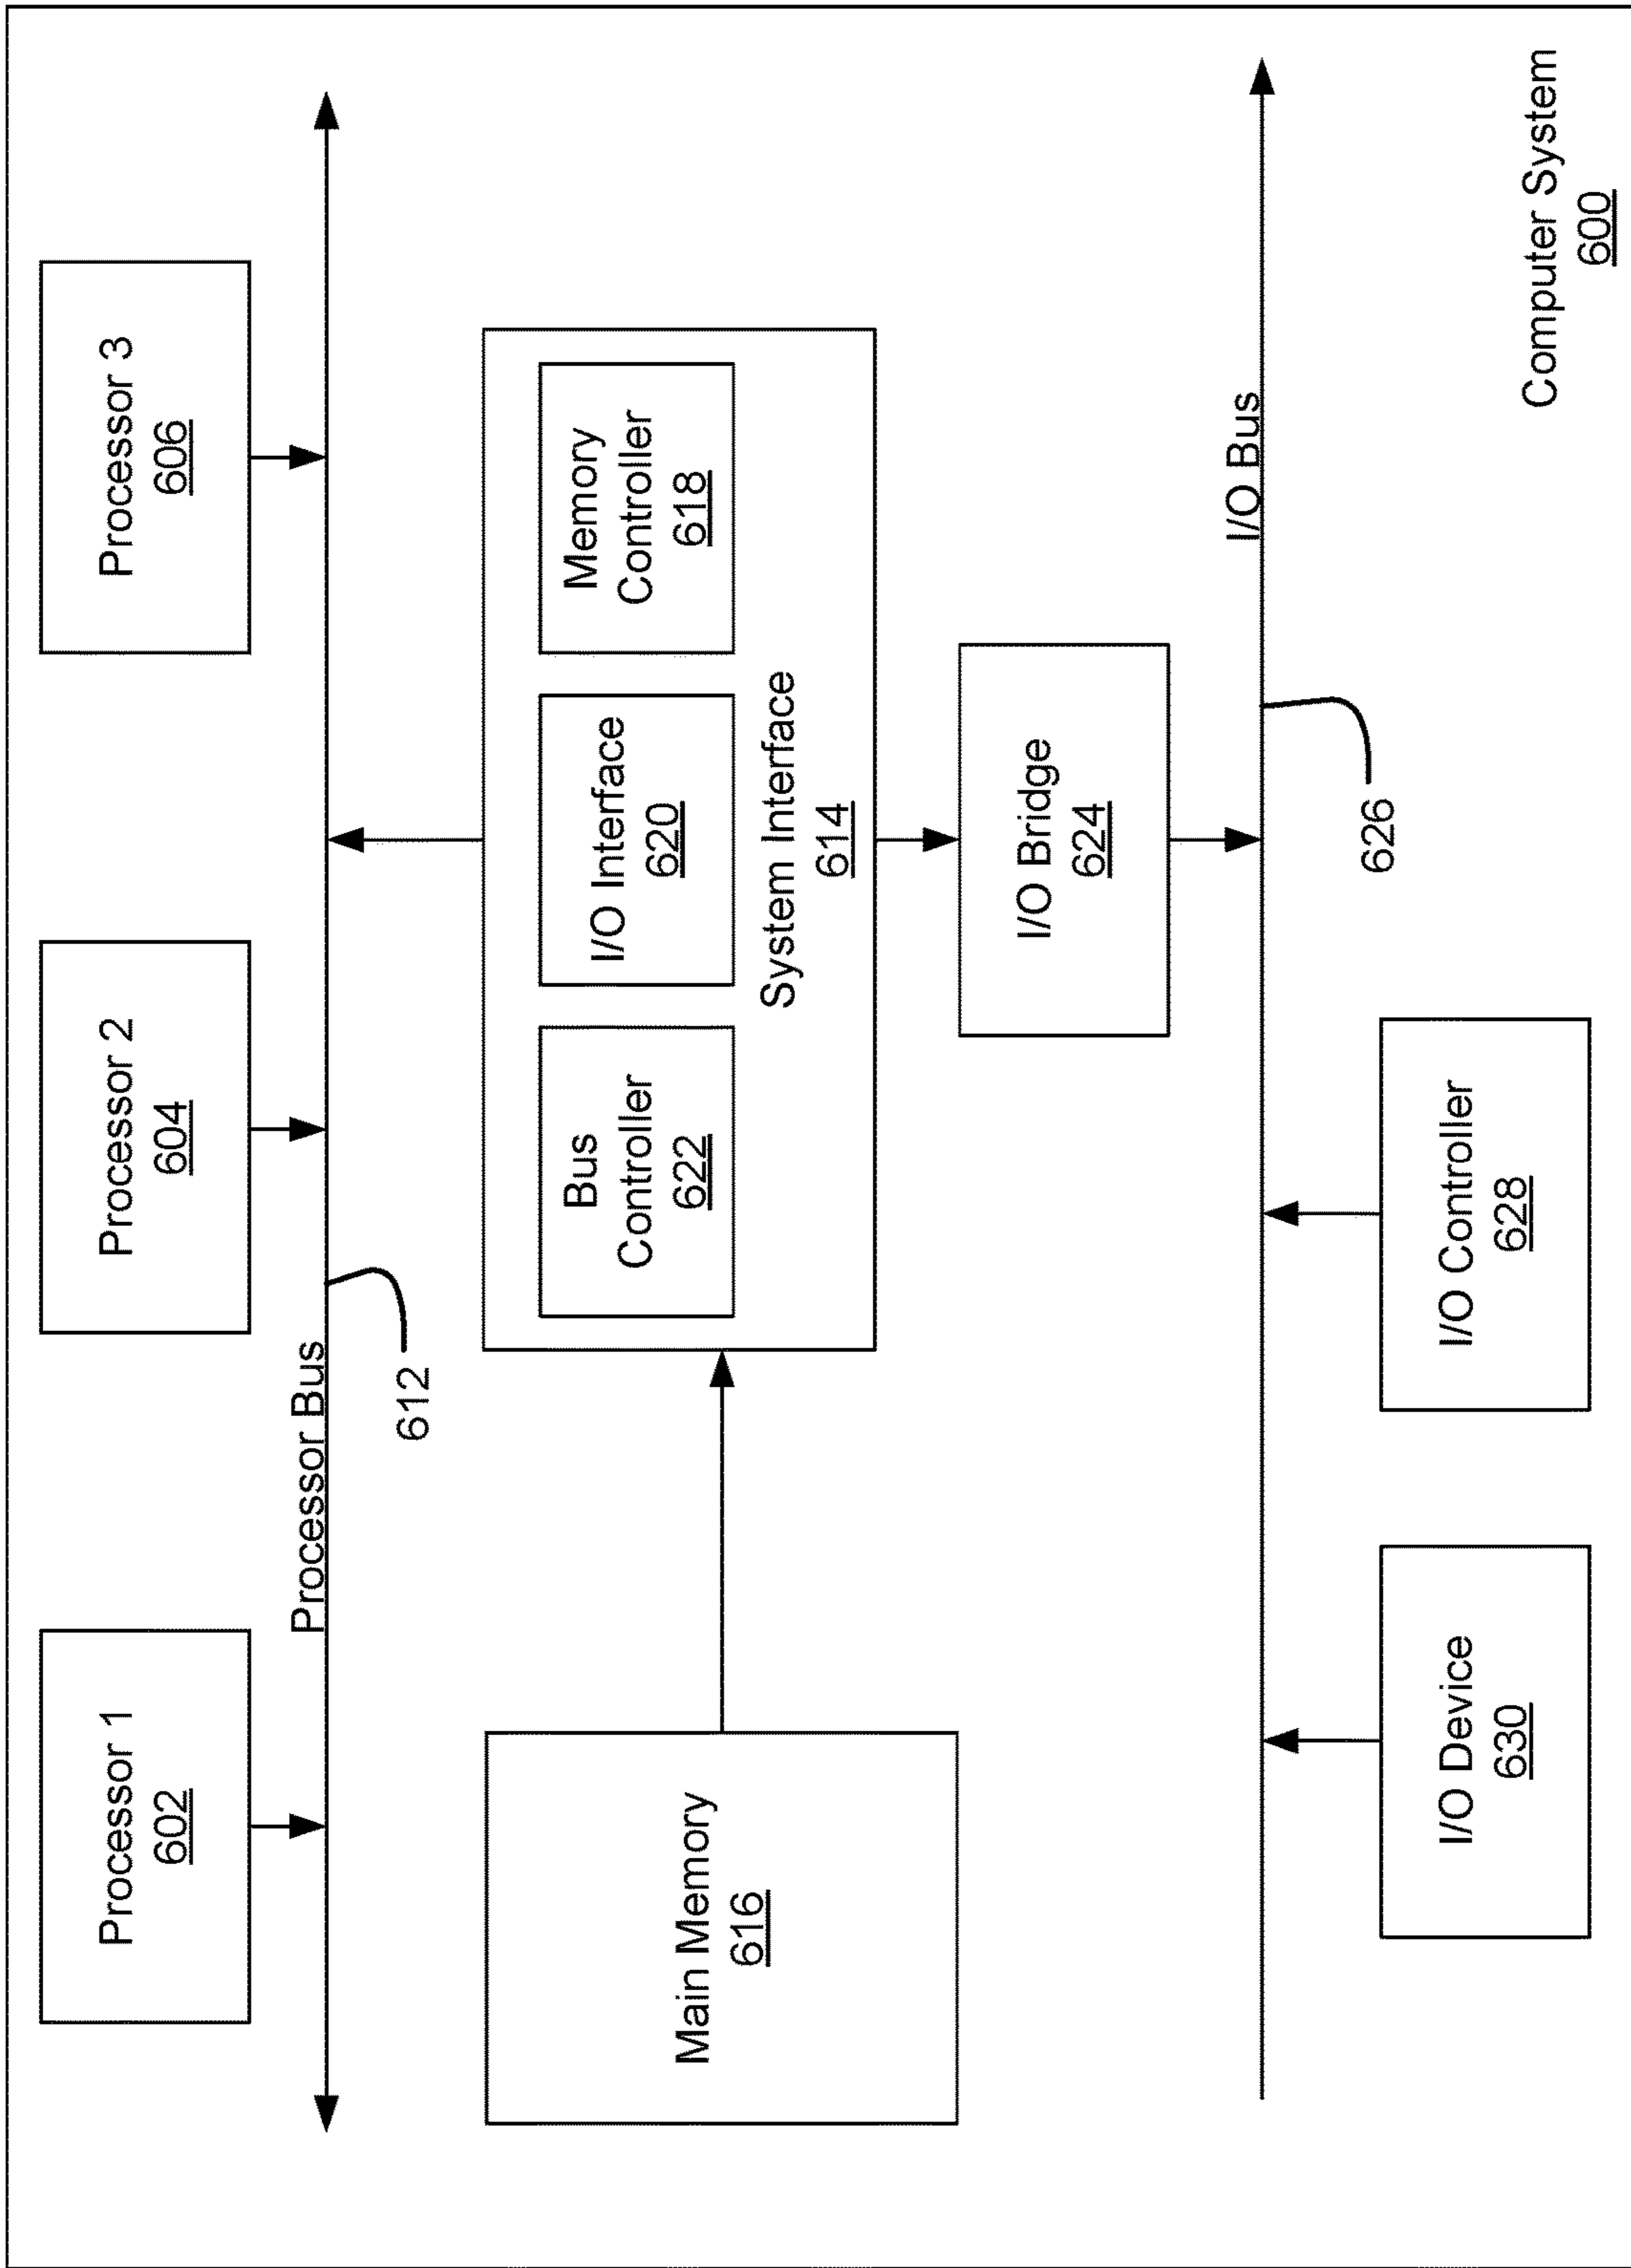 Processor 1
602
Processor 2
604
Processor 3
606
Processor Bus
612
Main Memory
616
Bus
Controller
622
I/O Interface
620
Memory
Controller
618
System Interface
614
I/O Bridge
624
I/O Bus
626
I/O Device
630
I/O Controller
628
Computer System
600